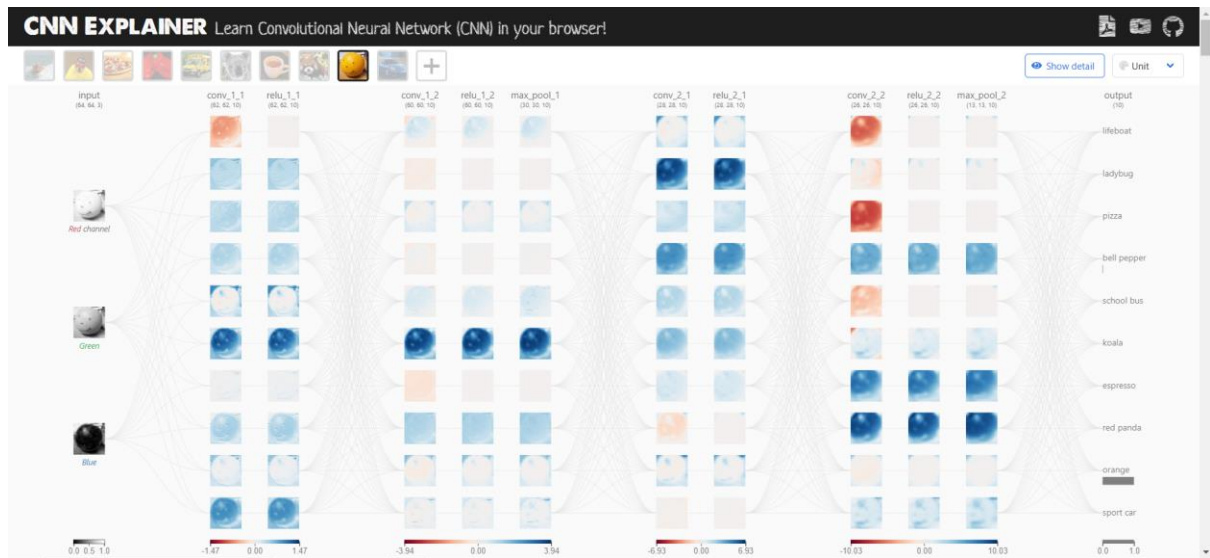 CNN EXPLAINER Learn Convolutional Neural Network (CNN) in your browser!
Show detail
Unit
input conv_1_1 relu_1_1 conv_1_2 relu_1_2 max_pool_1 conv_2_1 relu_2_1 conv_2_2 relu_2_2 max_pool_2 output
(64, 64, 3) (62, 62, 10) (62, 62, 10) (60, 60, 10) (60, 60, 10) (30, 30, 10) (28, 28, 10) (28, 28, 10) (26, 26, 10) (26, 26, 10) (13, 13, 10) (10)
lifeboat
ladybug
pizza
Red channel
bell pepper
school bus
Green
koala
espresso
red panda
Blue
orange
sport car
0.0 0.5 1.0 -1.47 0.00 1.47 -3.94 0.00 3.94 -6.93 0.00 6.93 -10.03 0.00 10.03 0.0 1.0